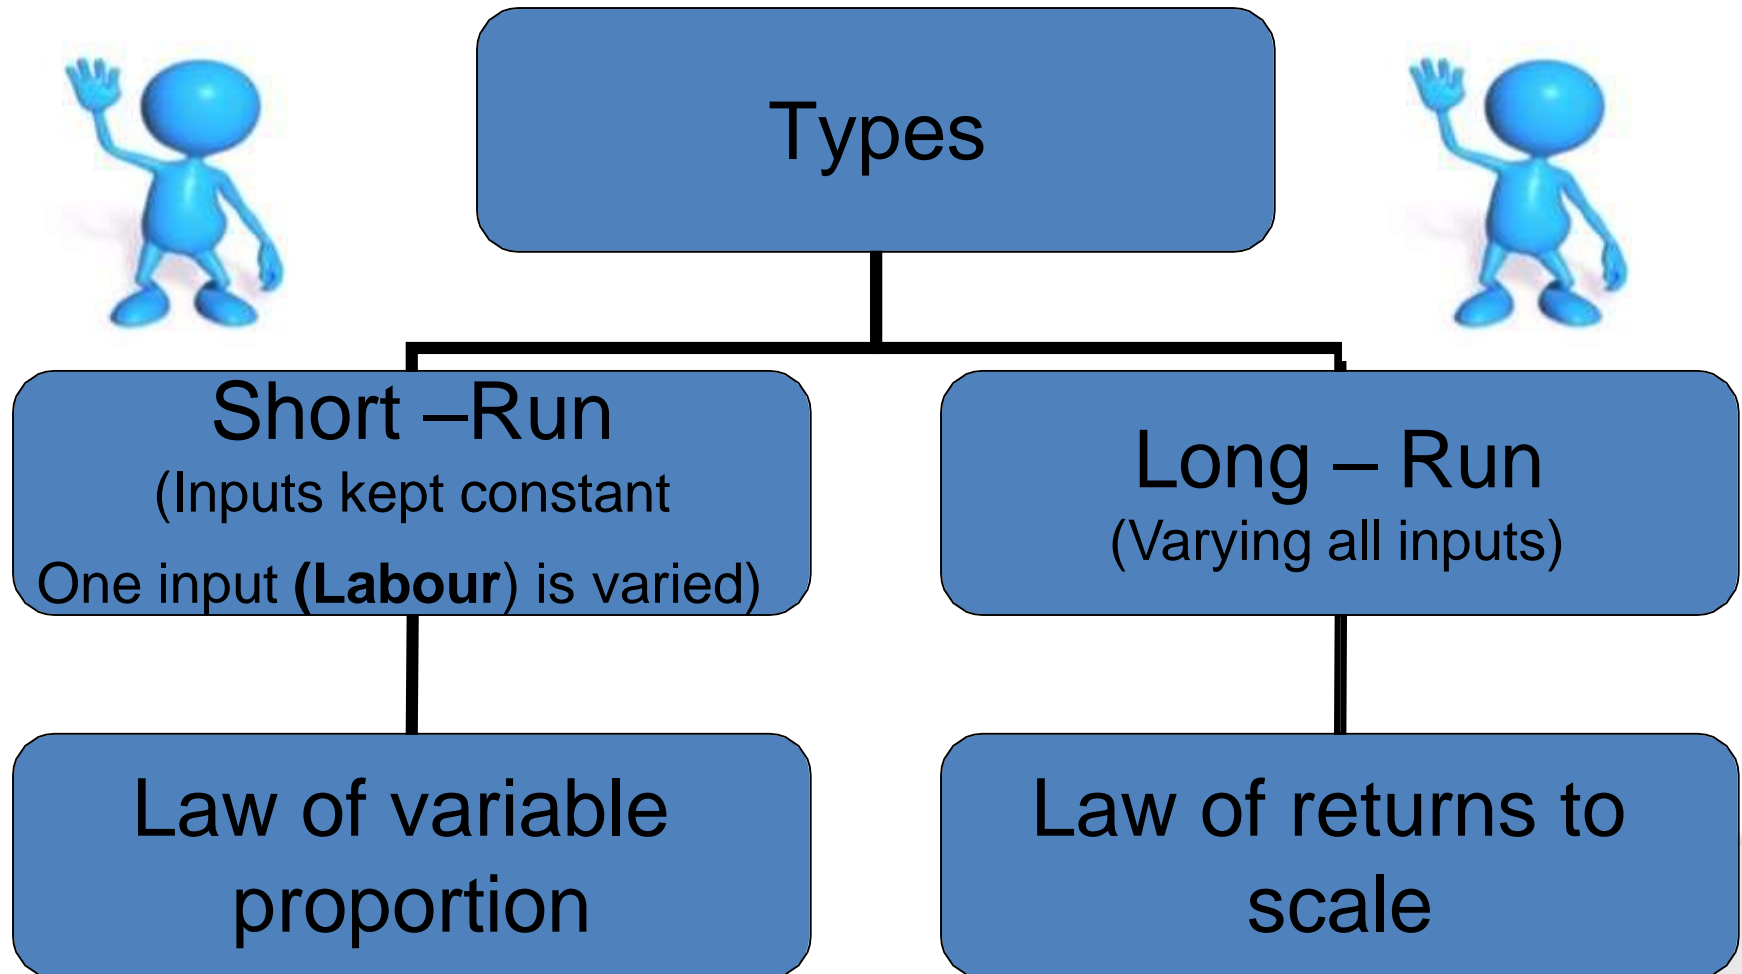 Types
Short –Run
(Inputs kept constant
One input (Labour) is varied)
Long – Run
(Varying all inputs)
Law of variable
proportion
Law of returns to
scale